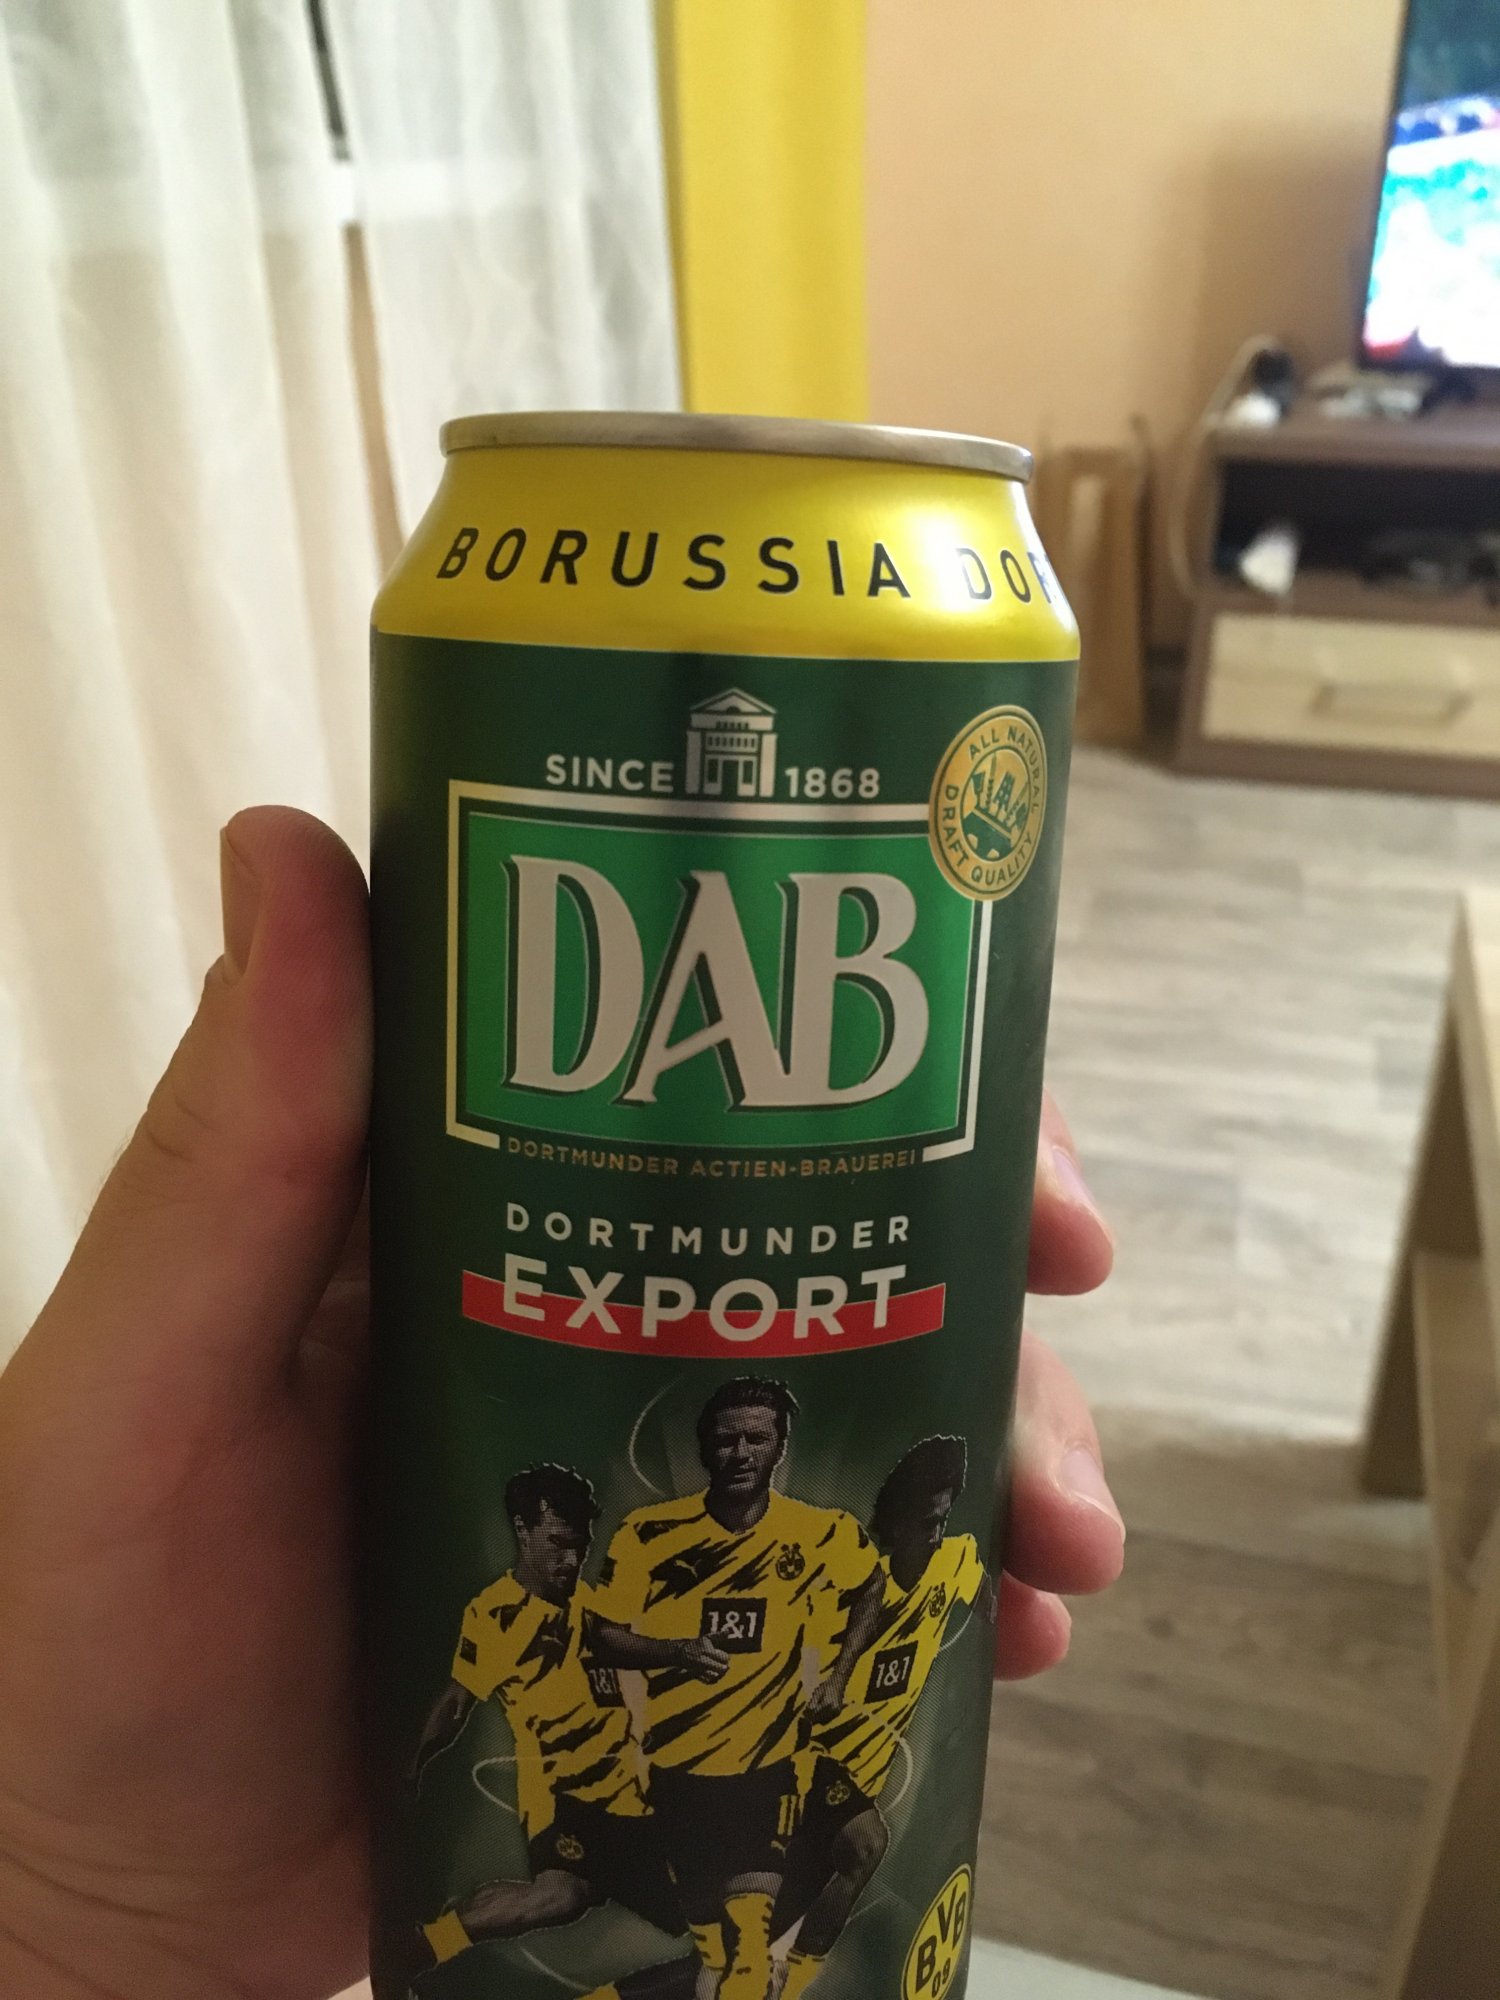 BORUSSIA DOR
SINCE 1868
ALL NATURAL
DRAFT QUALITY
DAB
DORTMUNDER ACTIEN-BRAUEREI
DORTMUNDER
EXPORT
1&1
1&1
1&1
BVB
09